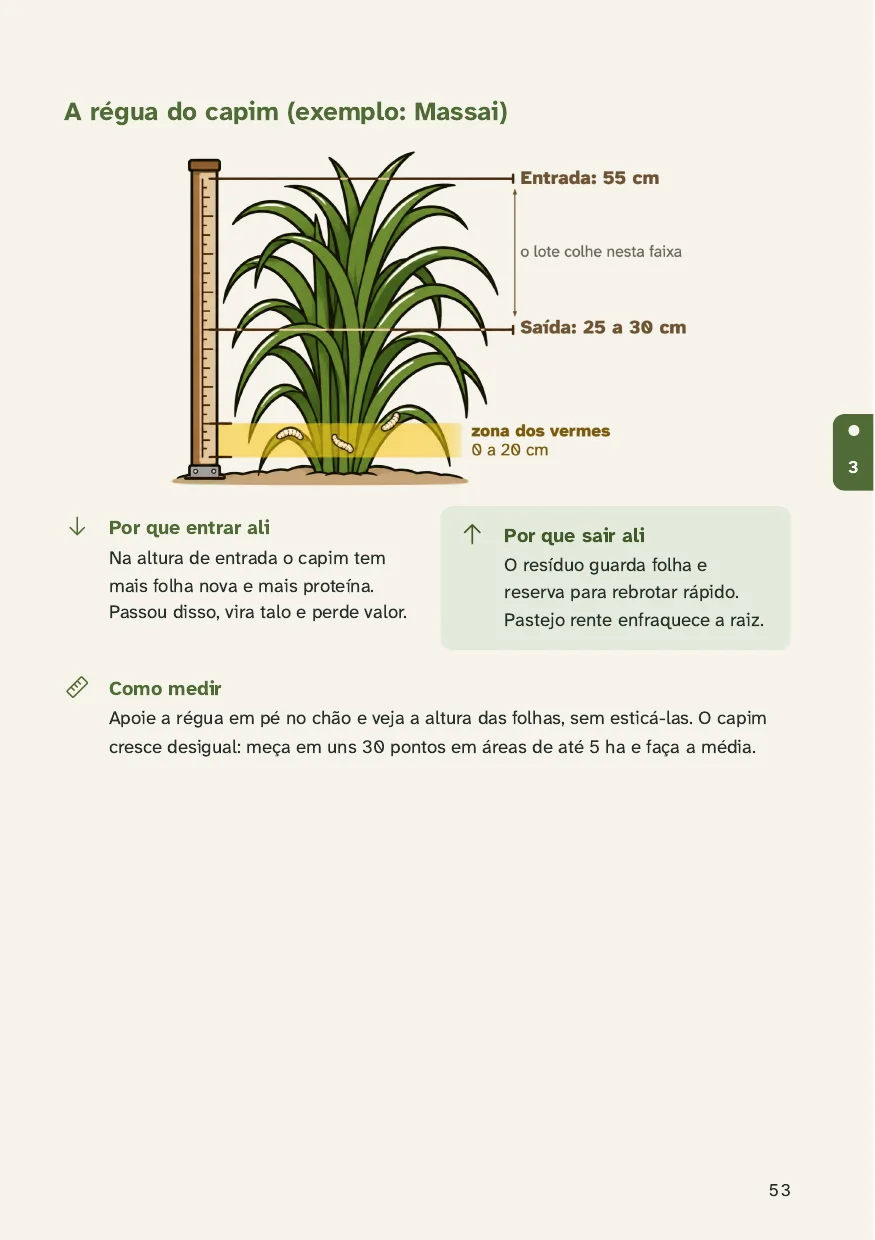 A régua do capim (exemplo: Massai)
Entrada: 55 cm
o lote colhe nesta faixa
Saída: 25 a 30 cm
zona dos vermes
0 a 20 cm
3
Por que entrar ali
Na altura de entrada o capim tem
mais folha nova e mais proteína.
Passou disso, vira talo e perde valor.
Por que sair ali
O resíduo guarda folha e
reserva para rebrotar rápido.
Pastejo rente enfraquece a raiz.
Como medir
Apoie a régua em pé no chão e veja a altura das folhas, sem esticá-las. O capim
cresce desigual: meça em uns 30 pontos em áreas de até 5 ha e faça a média.
53